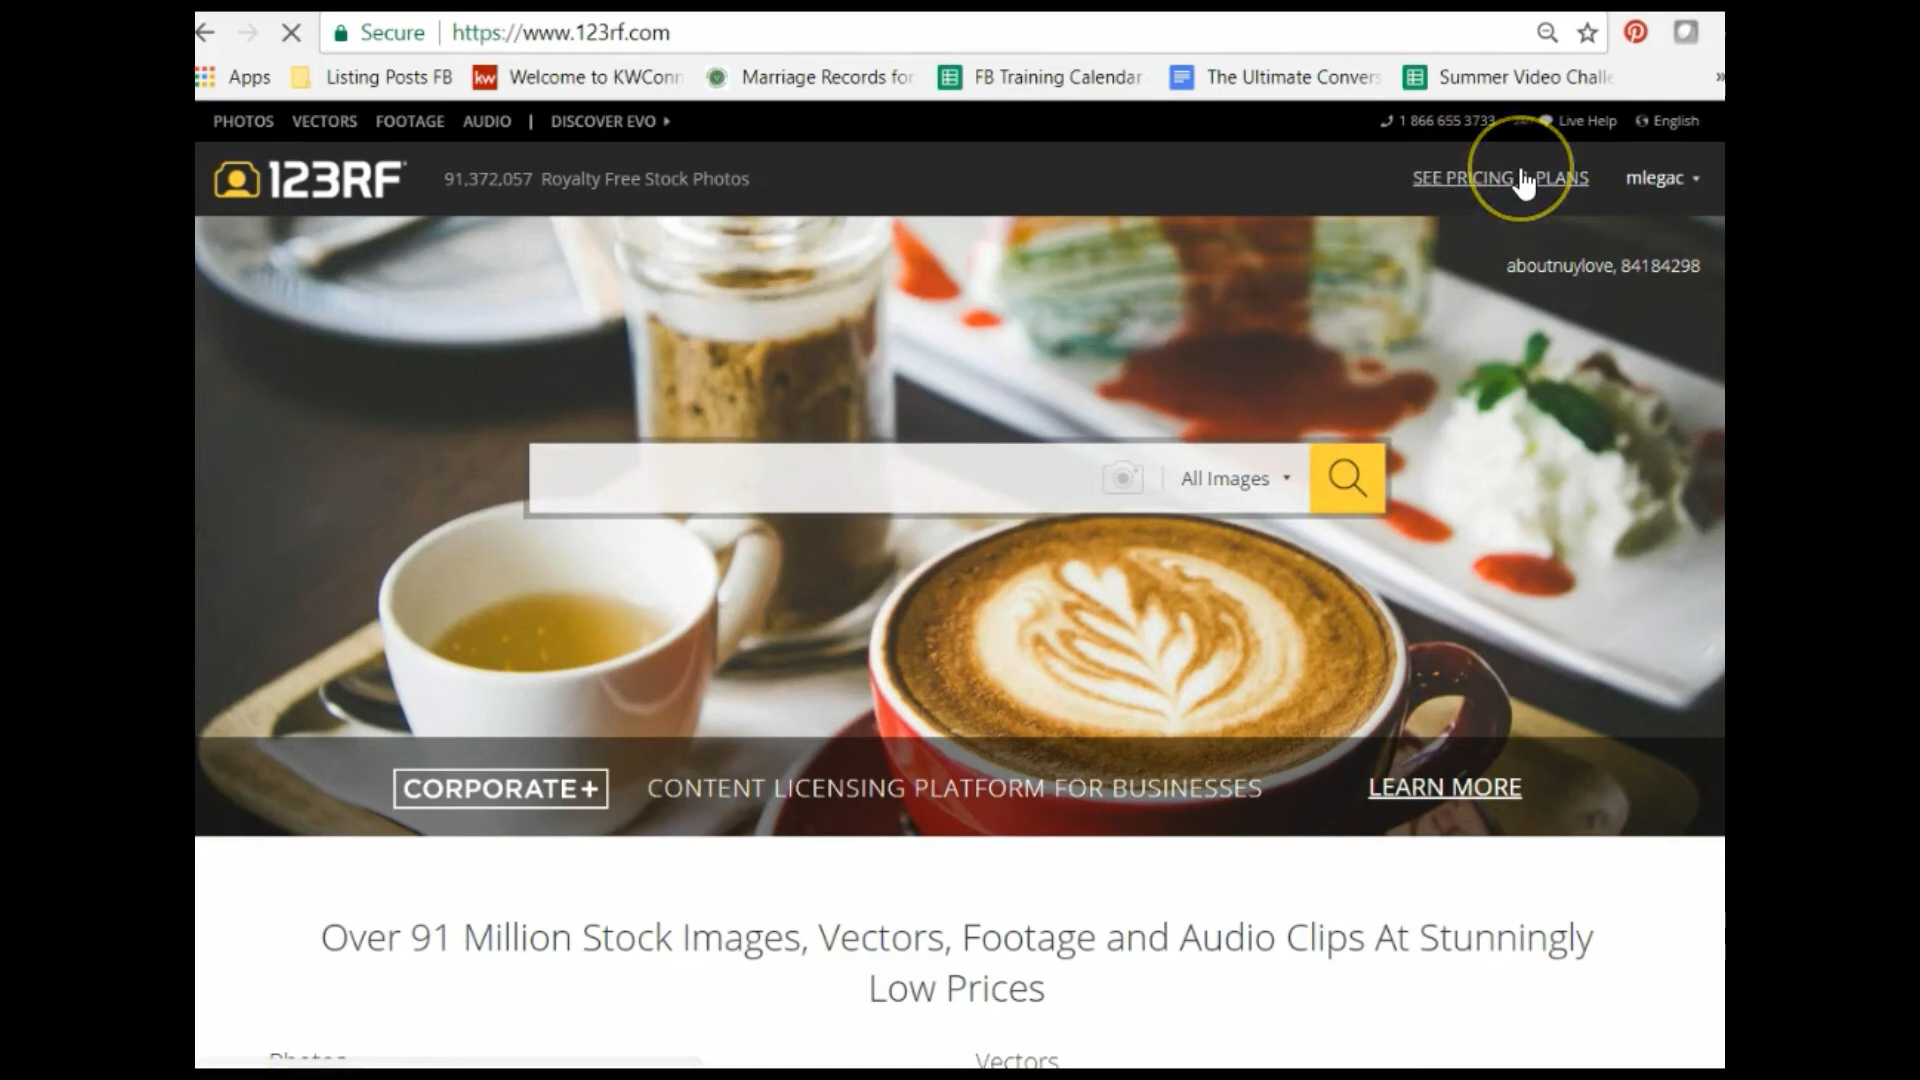 Secure https://www.123rf.com
Apps Listing Posts FB kw Welcome to KWConn Marriage Records for FB Training Calendar The Ultimate Convers Summer Video Challe »
PHOTOS VECTORS FOOTAGE AUDIO | DISCOVER EVO 1 866 655 3733 Live Help English
123RF 91,372,057 Royalty Free Stock Photos SEE PRICING PLANS mlegac
aboutnuylove, 84184298
All Images
CORPORATE+ CONTENT LICENSING PLATFORM FOR BUSINESSES LEARN MORE
Over 91 Million Stock Images, Vectors, Footage and Audio Clips At Stunningly
Low Prices
Photos Vectors